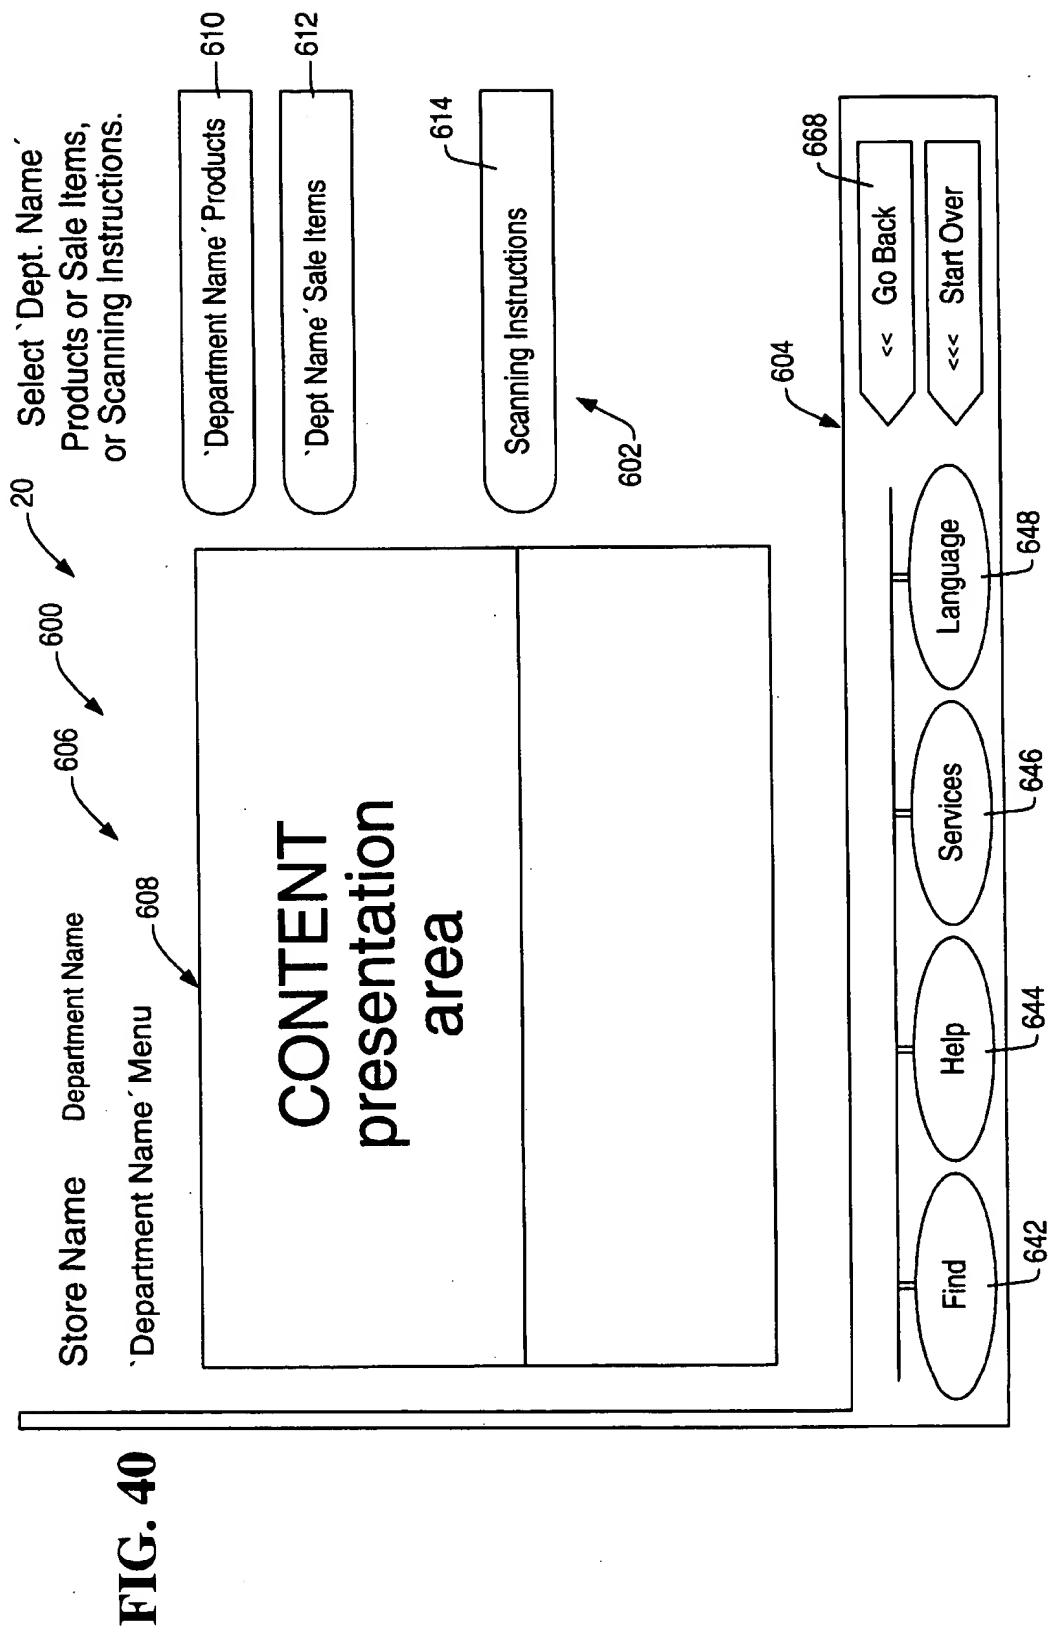 FIG. 40
Store Name
Department Name
`Department Name´ Menu
606
600
20
Select `Dept. Name´
Products or Sale Items,
or Scanning Instructions.
608
CONTENT
presentation
area
`Department Name´ Products
610
`Dept Name´ Sale Items
612
614
Scanning Instructions
602
604
668
<< Go Back
<<< Start Over
Find
Help
Services
Language
642
644
646
648